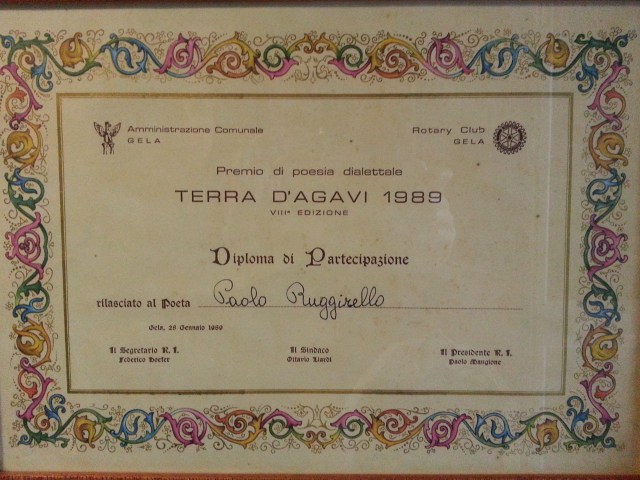 Amministrazione Comunale
GELA
Rotary Club
GELA
Premio di poesia dialettale
TERRA D'AGAVI 1989
VIIIª EDIZIONE
Diploma di Partecipazione
rilasciato al Poeta Paolo Ruggirello
Gela, 28 Gennaio 1989
Il Segretario R. I.
Federico Hoefer
Il Sindaco
Ottavio Liardi
Il Presidente R. I.
Paolo Mangione